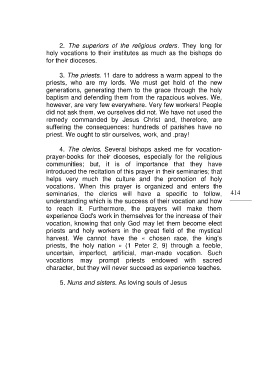 2. The superiors of the religious orders. They long for
holy vocations to their institutes as much as the bishops do
for their dioceses.
3. The priests. 11 dare to address a warm appeal to the
priests, who are my lords. We must get hold of the new
generations, generating them to the grace through the holy
baptism and defending them from the rapacious wolves. We,
however, are very few everywhere. Very few workers! People
did not ask them, we ourselves did not. We have not used the
remedy commanded by Jesus Christ and, therefore, are
suffering the consequences: hundreds of parishes have no
priest. We ought to stir ourselves, work, and ,pray!
4. The clerics. Several bishops asked me for vocation-
prayer-books for their dioceses, especially for the religious
communities; but, it is of importance that they have
introduced the recitation of this prayer in their seminaries; that
helps very much the culture and the promotion of holy
vocations. When this prayer is organized and enters the
seminaries, the clerics will have a specific to follow,
understanding which is the success of their vocation and how
to reach it. Furthermore, the prayers will make them
experience God's work in themselves for the increase of their
vocation, knowing that only God may let them become elect
priests and holy workers in the great field of the mystical
harvest. We cannot have the « chosen race, the king's
priests, the holy nation » (1 Peter 2, 9) through a feeble,
uncertain, imperfect, artificial, man-made vocation. Such
vocations may prompt priests endowed with sacred
character, but they will never succeed as experience teaches.
5. Nuns and sisters. As loving souls of Jesus
414